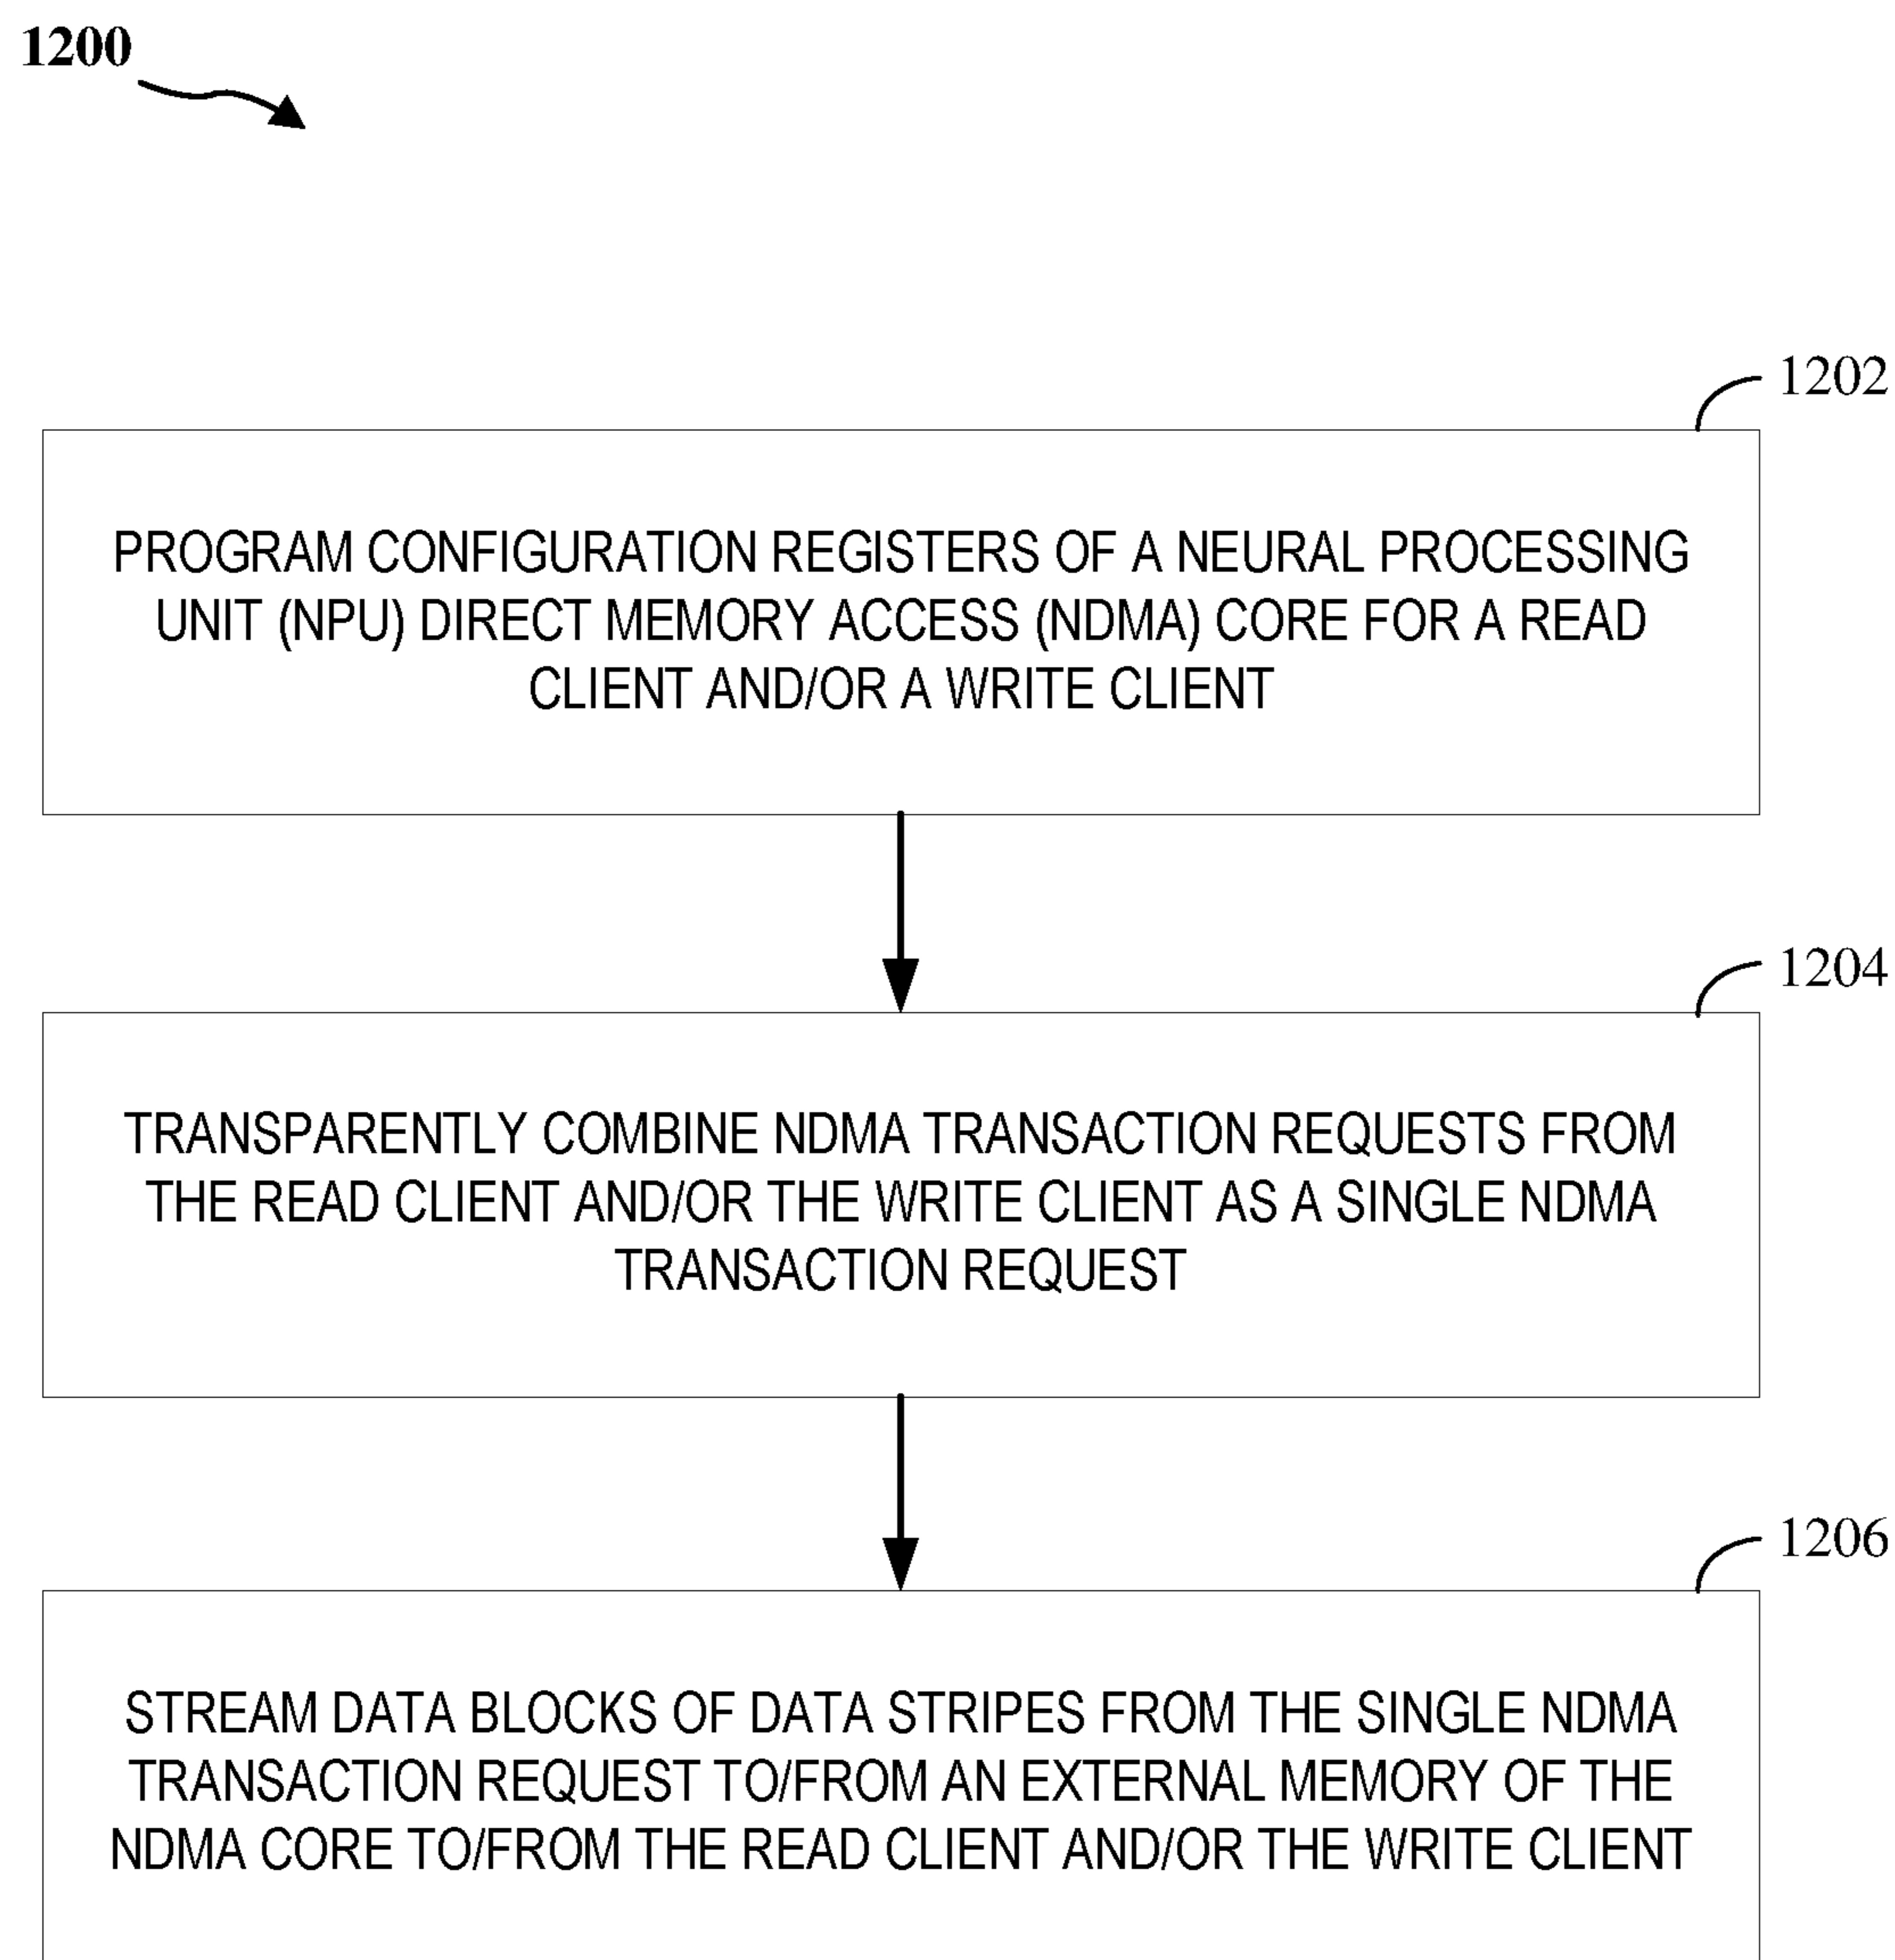 1200
1202
PROGRAM CONFIGURATION REGISTERS OF A NEURAL PROCESSING
UNIT (NPU) DIRECT MEMORY ACCESS (NDMA) CORE FOR A READ
CLIENT AND/OR A WRITE CLIENT
1204
TRANSPARENTLY COMBINE NDMA TRANSACTION REQUESTS FROM
THE READ CLIENT AND/OR THE WRITE CLIENT AS A SINGLE NDMA
TRANSACTION REQUEST
1206
STREAM DATA BLOCKS OF DATA STRIPES FROM THE SINGLE NDMA
TRANSACTION REQUEST TO/FROM AN EXTERNAL MEMORY OF THE
NDMA CORE TO/FROM THE READ CLIENT AND/OR THE WRITE CLIENT